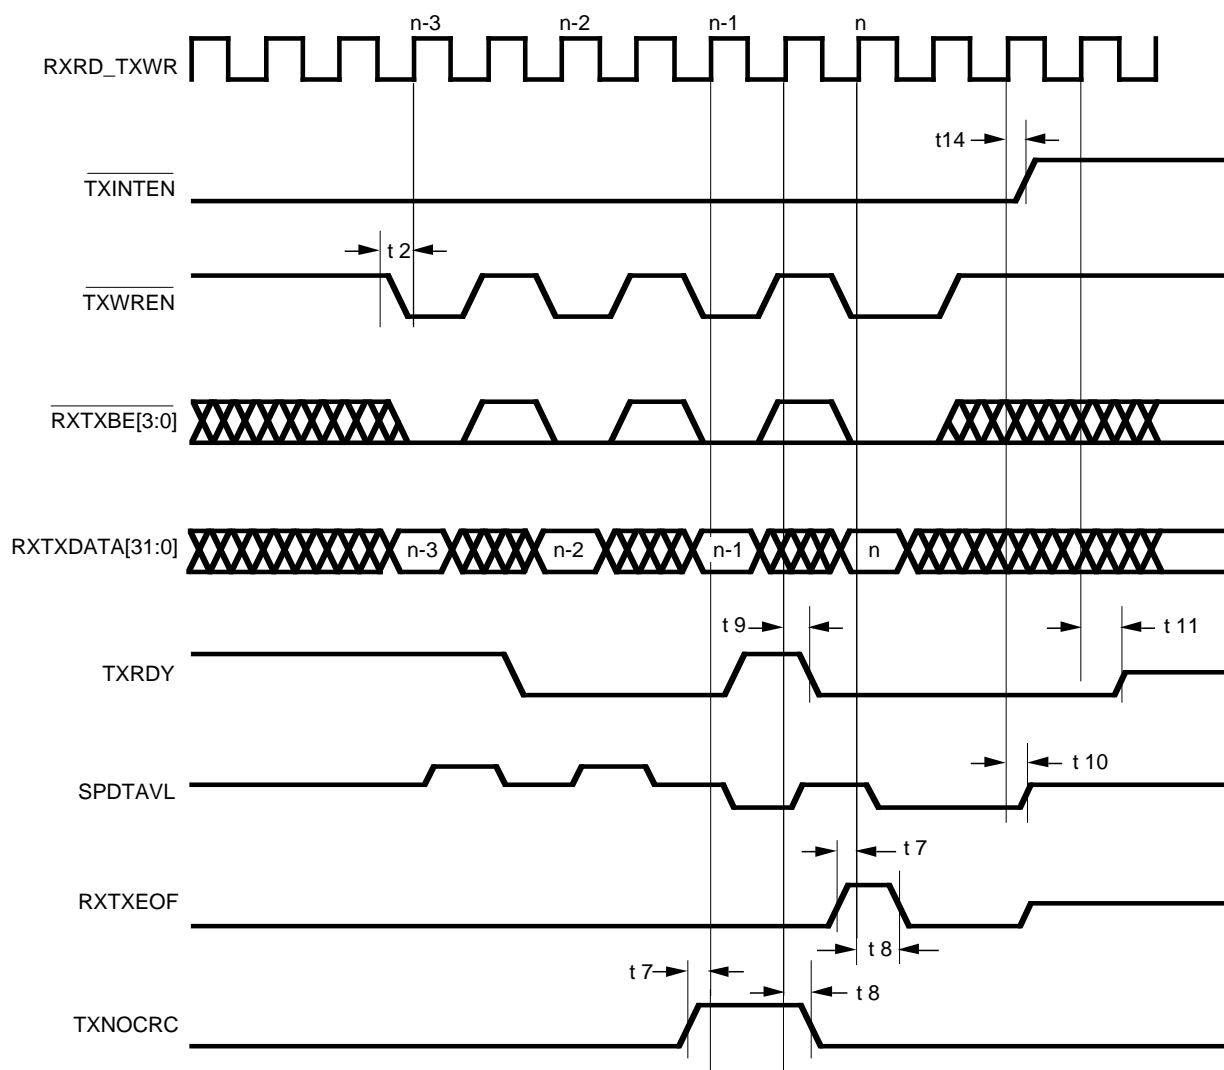 n-3 n-2 n-1 n
RXRD_TXWR
t14
TXINTEN
t 2
TXWREN
RXTXBE[3:0]
RXTXDATA[31:0] n-3 n-2 n-1 n
t 9 t 11
TXRDY
t 10
SPDTAVL
t 7
RXTXEOF
t 8
t 7 t 8
TXNOCRC